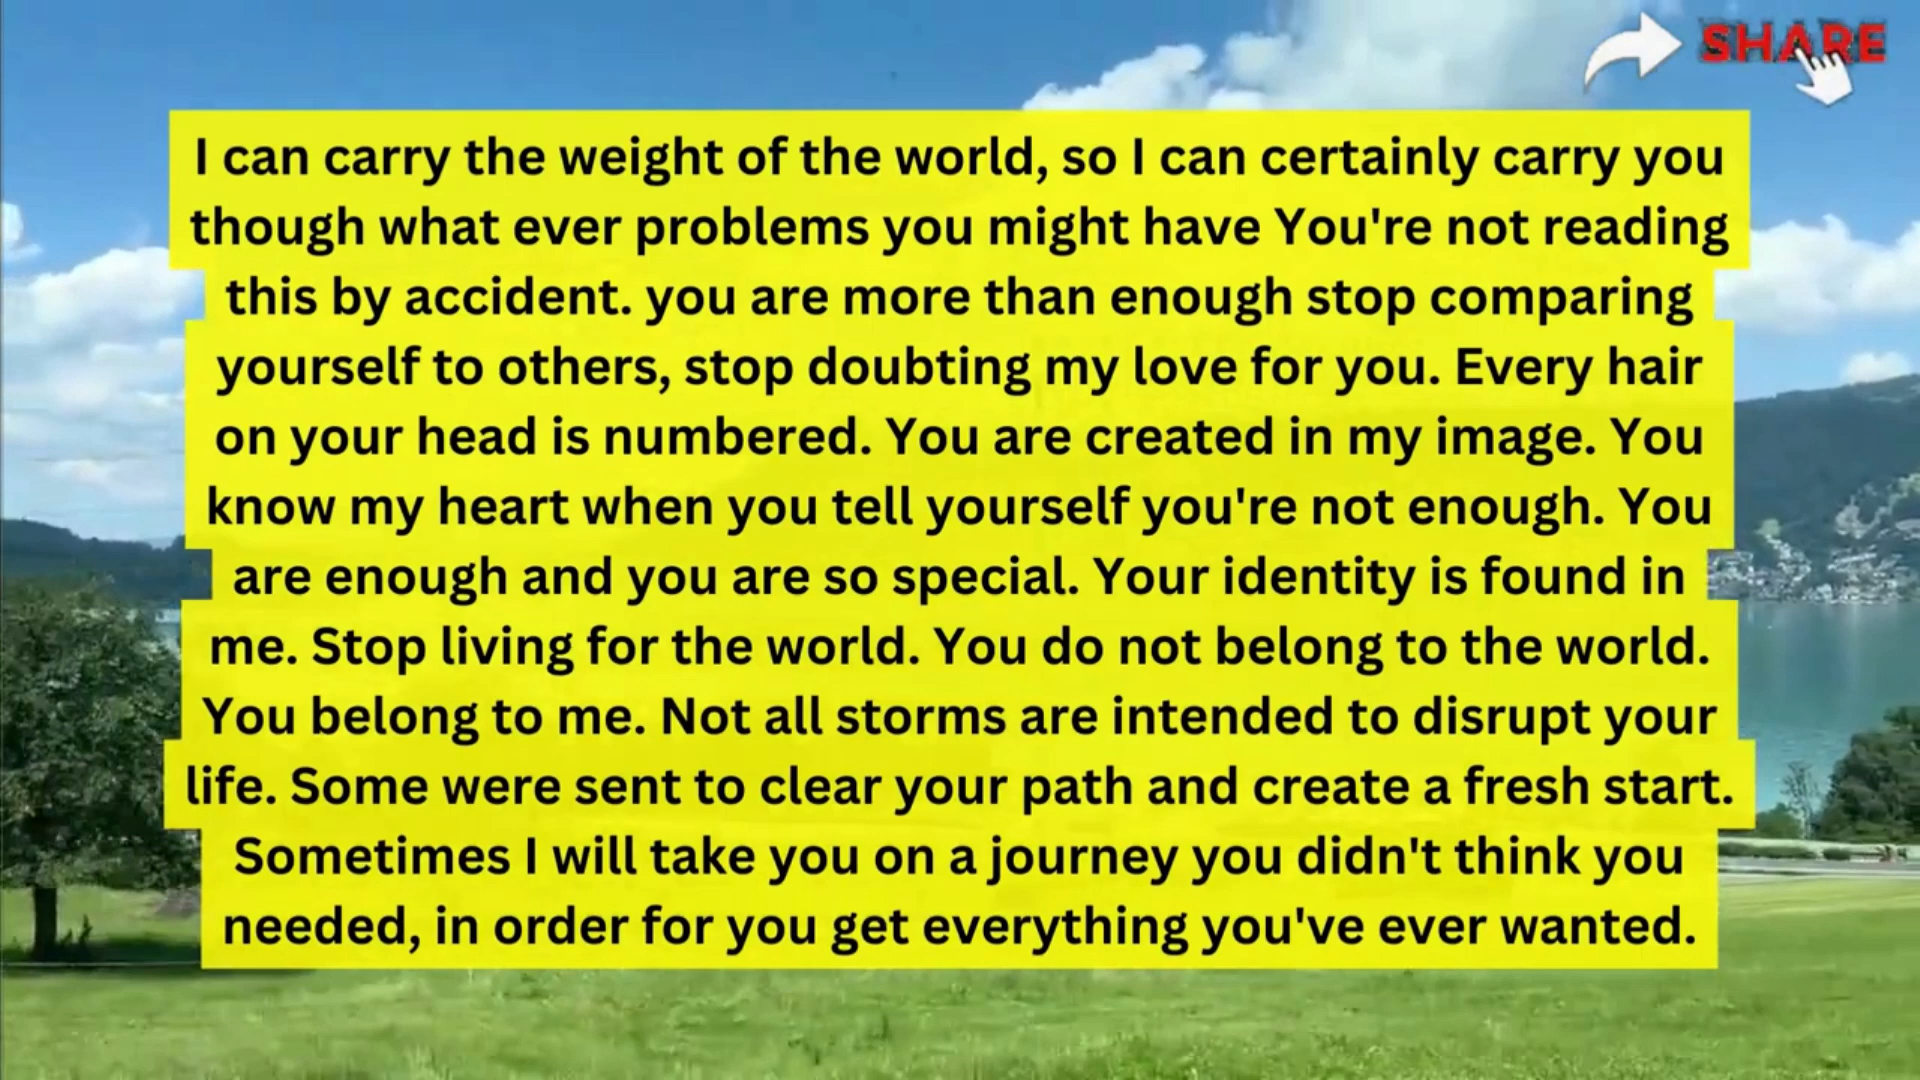 SHARE
I can carry the weight of the world, so I can certainly carry you
though what ever problems you might have You're not reading
this by accident. you are more than enough stop comparing
yourself to others, stop doubting my love for you. Every hair
on your head is numbered. You are created in my image. You
know my heart when you tell yourself you're not enough. You
are enough and you are so special. Your identity is found in
me. Stop living for the world. You do not belong to the world.
You belong to me. Not all storms are intended to disrupt your
life. Some were sent to clear your path and create a fresh start.
Sometimes I will take you on a journey you didn't think you
needed, in order for you get everything you've ever wanted.